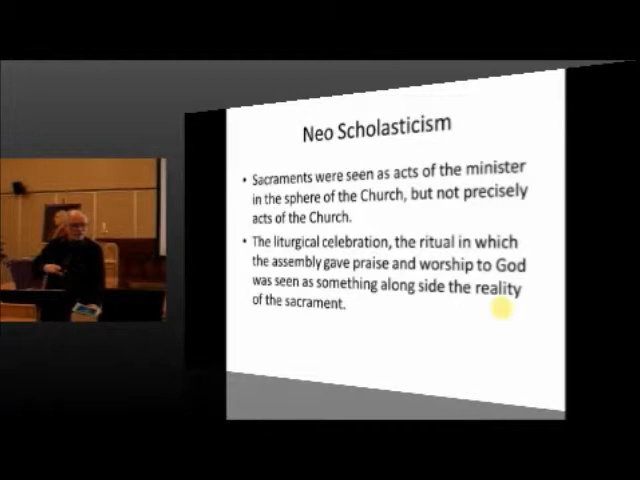 Neo Scholasticism
• Sacraments were seen as acts of the minister
in the sphere of the Church, but not precisely
acts of the Church.
• The liturgical celebration, the ritual in which
the assembly gave praise and worship to God
was seen as something along side the reality
of the sacrament.